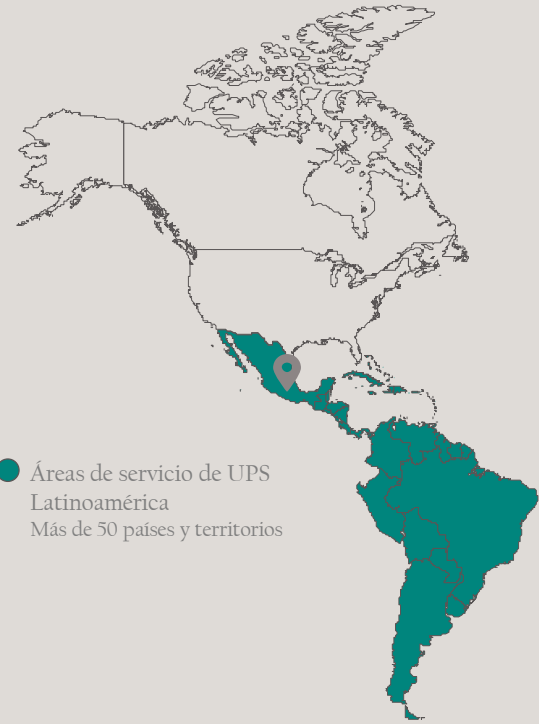 Áreas de servicio de UPS
Latinoamérica
Más de 50 países y territorios